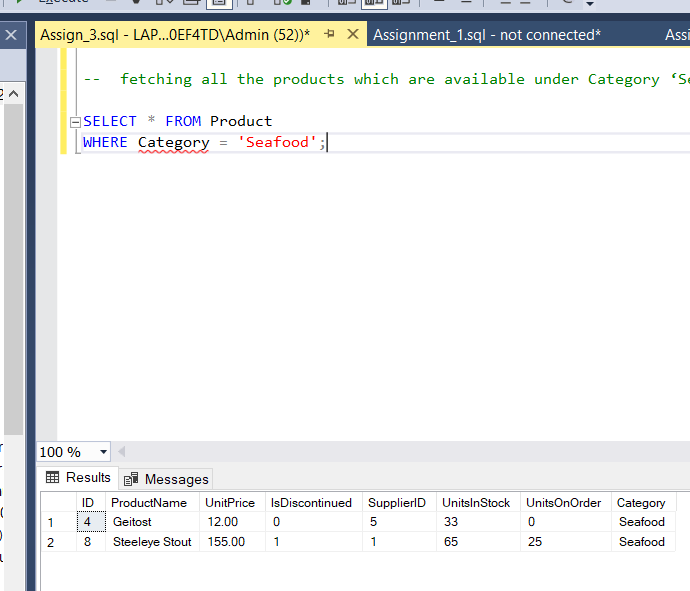 Execute
Assign_3.sql - LAP...0EF4TD\Admin (52))* Assignment_1.sql - not connected* Assi
-- fetching all the products which are available under Category ‘Se
SELECT * FROM Product
WHERE Category = 'Seafood';
100 %
Results Messages
ID ProductName UnitPrice IsDiscontinued SupplierID UnitsInStock UnitsOnOrder Category
1 4 Geitost 12.00 0 5 33 0 Seafood
2 8 Steeleye Stout 155.00 1 1 65 25 Seafood